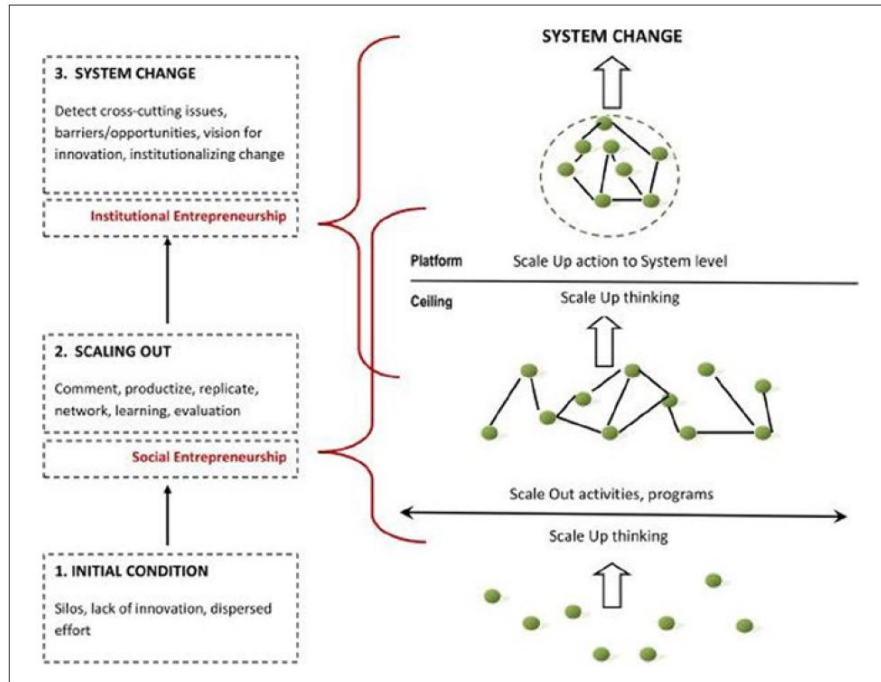 3. SYSTEM CHANGE
Detect cross-cutting issues,
barriers/opportunities, vision for
innovation, institutionalizing change
Institutional Entrepreneurship
2. SCALING OUT
Comment, productize, replicate,
network, learning, evaluation
Social Entrepreneurship
1. INITIAL CONDITION
Silos, lack of innovation, dispersed
effort
SYSTEM CHANGE
Platform
Scale Up action to System level
Ceiling
Scale Up thinking
Scale Out activities, programs
Scale Up thinking